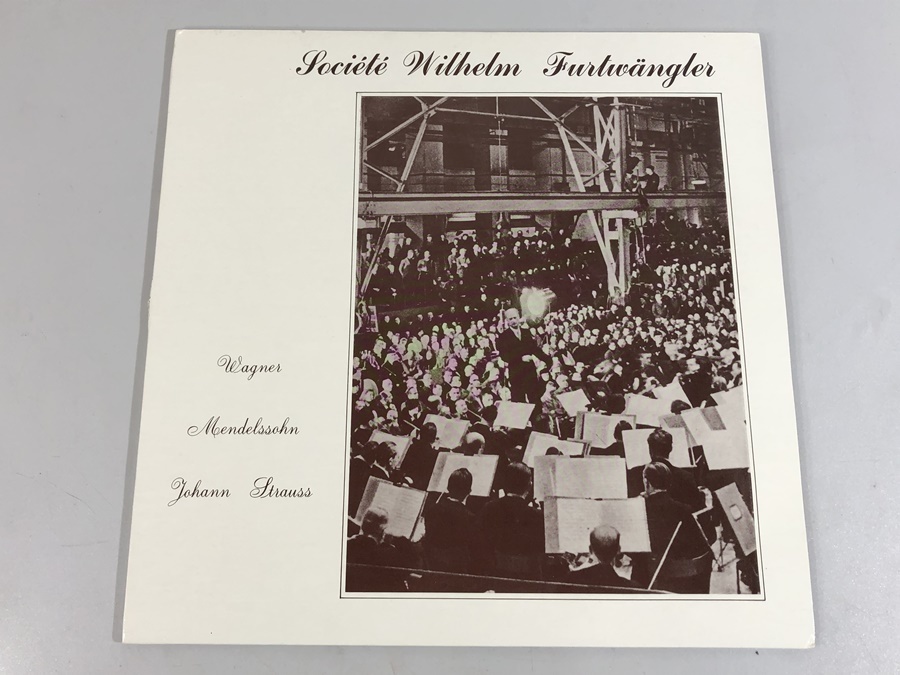 Société Wilhelm Furtwängler
Wagner
Mendelssohn
Johann Strauss